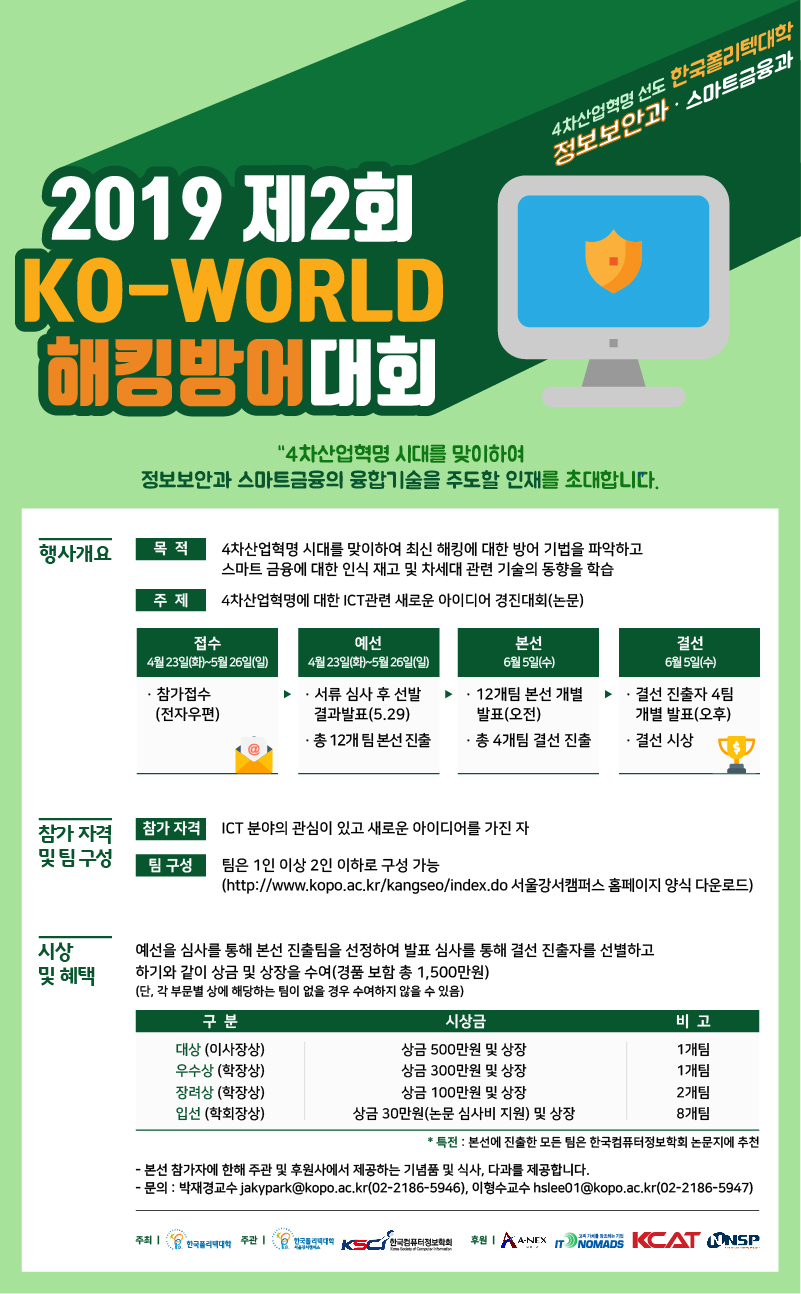 4차산업혁명 선도 한국폴리텍대학
정보보안과 · 스마트금융과
2019 제2회
KO-WORLD
해킹방어대회
"4차산업혁명 시대를 맞이하여
정보보안과 스마트금융의 융합기술을 주도할 인재를 초대합니다.
행사개요
목 적
4차산업혁명 시대를 맞이하여 최신 해킹에 대한 방어 기법을 파악하고
스마트 금융에 대한 인식 재고 및 차세대 관련 기술의 동향을 학습
주 제
4차산업혁명에 대한 ICT관련 새로운 아이디어 경진대회(논문)
접수
4월 23일(화)~5월 26일(일)
· 참가접수
(전자우편)
예선
4월 23일(화)~5월 26일(일)
· 서류 심사 후 선발
결과발표(5.29)
· 총 12개 팀 본선 진출
본선
6월 5일(수)
· 12개팀 본선 개별
발표(오전)
· 총 4개팀 결선 진출
결선
6월 5일(수)
· 결선 진출자 4팀
개별 발표(오후)
· 결선 시상
참가 자격
및 팀 구성
참가 자격
ICT 분야의 관심이 있고 새로운 아이디어를 가진 자
팀 구성
팀은 1인 이상 2인 이하로 구성 가능
(http://www.kopo.ac.kr/kangseo/index.do 서울강서캠퍼스 홈페이지 양식 다운로드)
시상
및 혜택
예선을 심사를 통해 본선 진출팀을 선정하여 발표 심사를 통해 결선 진출자를 선별하고
하기와 같이 상금 및 상장을 수여(경품 보함 총 1,500만원)
(단, 각 부문별 상에 해당하는 팀이 없을 경우 수여하지 않을 수 있음)
구 분 시상금 비 고
대상 (이사장상) 상금 500만원 및 상장 1개팀
우수상 (학장상) 상금 300만원 및 상장 1개팀
장려상 (학장상) 상금 100만원 및 상장 2개팀
입선 (학회장상) 상금 30만원(논문 심사비 지원) 및 상장 8개팀
* 특전 : 본선에 진출한 모든 팀은 한국컴퓨터정보학회 논문지에 추천
- 본선 참가자에 한해 주관 및 후원사에서 제공하는 기념품 및 식사, 다과를 제공합니다.
- 문의 : 박재경교수 jakypark@kopo.ac.kr(02-2186-5946), 이형수교수 hslee01@kopo.ac.kr(02-2186-5947)
주최 | 한국폴리텍대학 주관 | 한국폴리텍대학 서울강서캠퍼스 KSCI 한국컴퓨터정보학회 Korea Society of Computer Information 후원 | A-NEX IT NOMADS KCAT NNSP